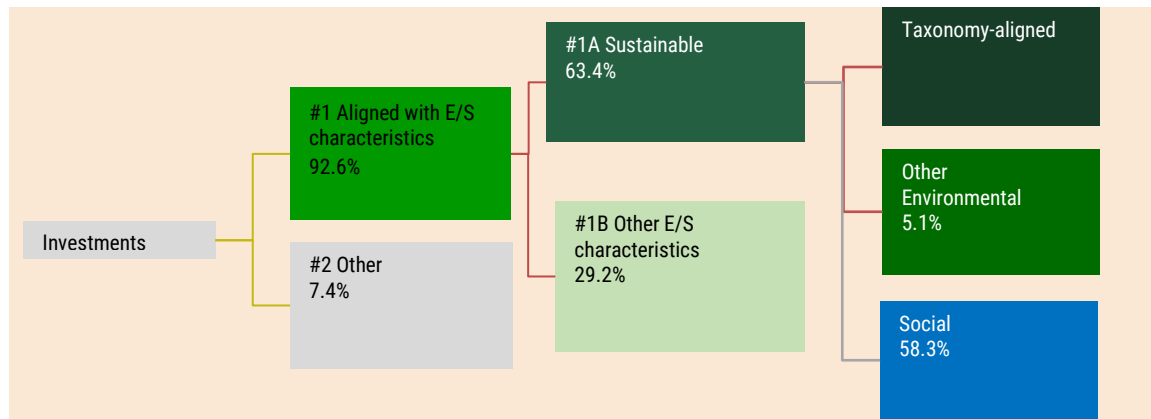 Investments
#1 Aligned with E/S
characteristics
92.6%
#2 Other
7.4%
#1A Sustainable
63.4%
#1B Other E/S
characteristics
29.2%
Taxonomy-aligned
Other
Environmental
5.1%
Social
58.3%